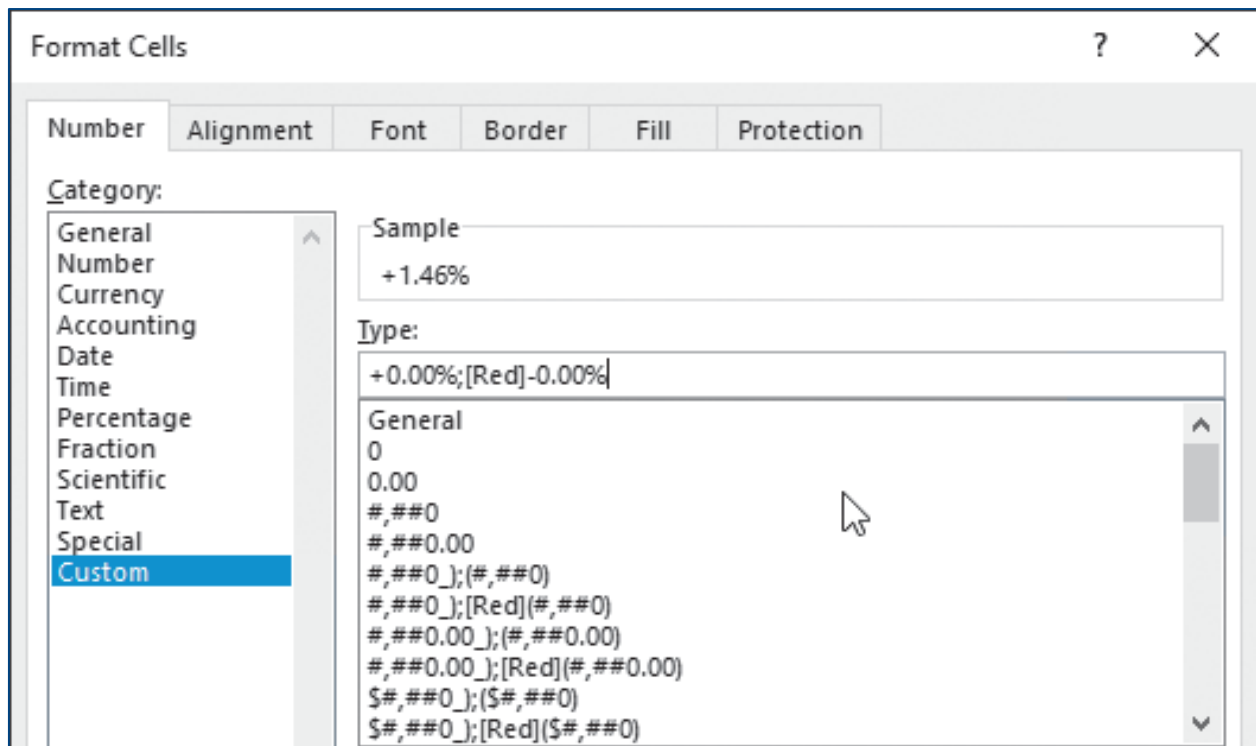 Format Cells ?
Number Alignment Font Border Fill Protection
Category:
General
Number
Currency
Accounting
Date
Time
Percentage
Fraction
Scientific
Text
Special
Custom
Sample
+1.46%
Type:
+0.00%;[Red]-0.00%
General
0
0.00
#,##0
#,##0.00
#,##0_);(#,##0)
#,##0_);[Red](#,##0)
#,##0.00_);(#,##0.00)
#,##0.00_);[Red](#,##0.00)
$#,##0_);($#,##0)
$#,##0_);[Red]($#,##0)